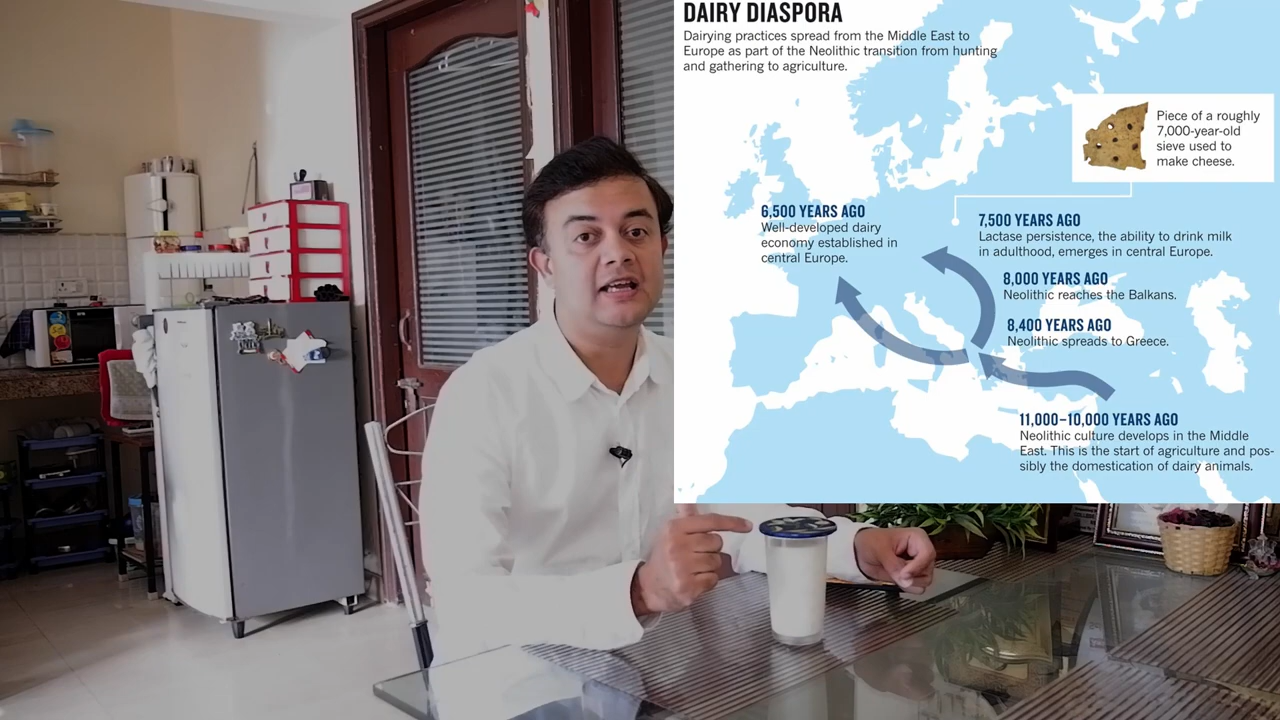 DAIRY DIASPORA
Dairying practices spread from the Middle East to
Europe as part of the Neolithic transition from hunting
and gathering to agriculture.
Piece of a roughly
7,000-year-old
sieve used to
make cheese.
6,500 YEARS AGO
Well-developed dairy
economy established in
central Europe.
7,500 YEARS AGO
Lactase persistence, the ability to drink milk
in adulthood, emerges in central Europe.
8,000 YEARS AGO
Neolithic reaches the Balkans.
8,400 YEARS AGO
Neolithic spreads to Greece.
11,000–10,000 YEARS AGO
Neolithic culture develops in the Middle
East. This is the start of agriculture and pos-
sibly the domestication of dairy animals.